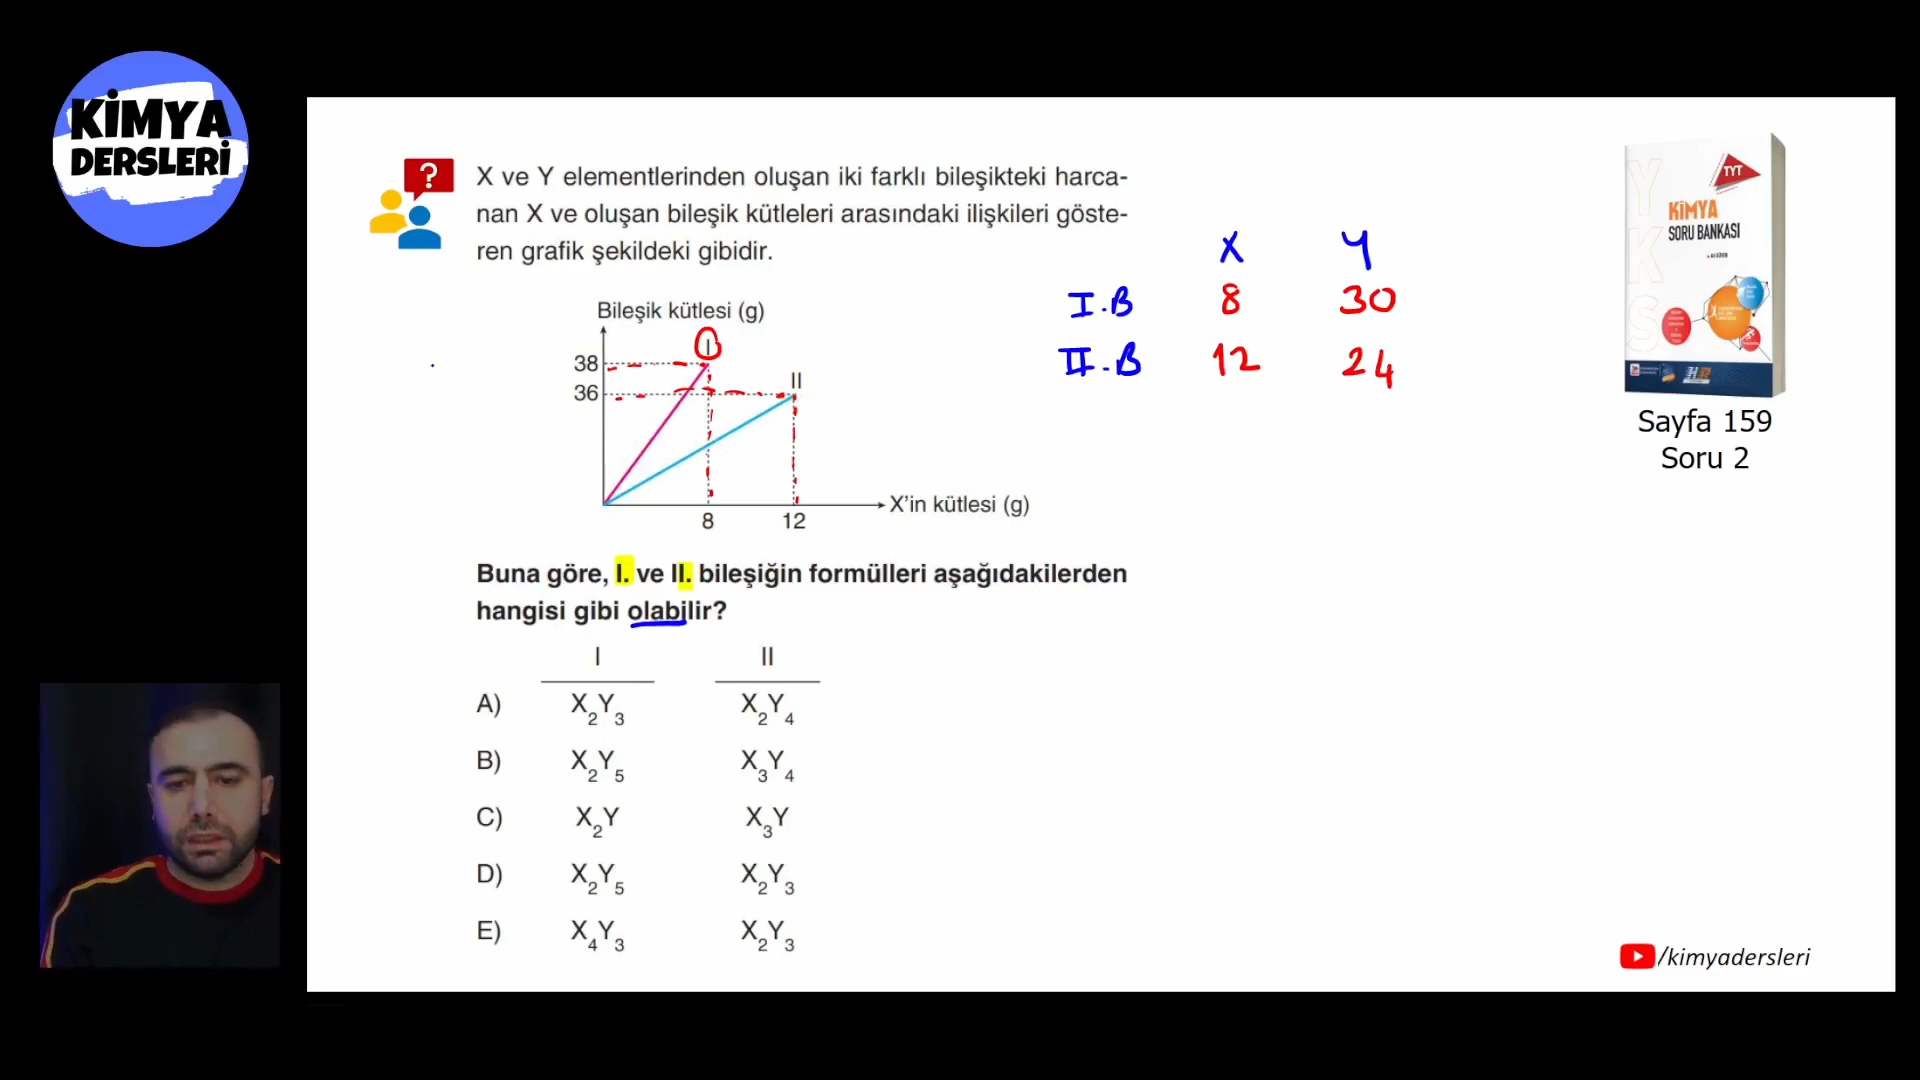 KİMYA
DERSLERİ
?
X ve Y elementlerinden oluşan iki farklı bileşikteki harca-
nan X ve oluşan bileşik kütleleri arasındaki ilişkileri göste-
ren grafik şekildeki gibidir.
Bileşik kütlesi (g)
I
38
II
36
X'in kütlesi (g)
8 12
X Y
I.B 8 30
II.B 12 24
Buna göre, I. ve II. bileşiğin formülleri aşağıdakilerden
hangisi gibi olabilir?
I II
A) X₂Y₃ X₂Y₄
B) X₂Y₅ X₃Y₄
C) X₂Y X₃Y
D) X₂Y₅ X₂Y₃
E) X₄Y₃ X₂Y₃
YKS
TYT
KİMYA
SORU BANKASI
Sayfa 159
Soru 2
/kimyadersleri